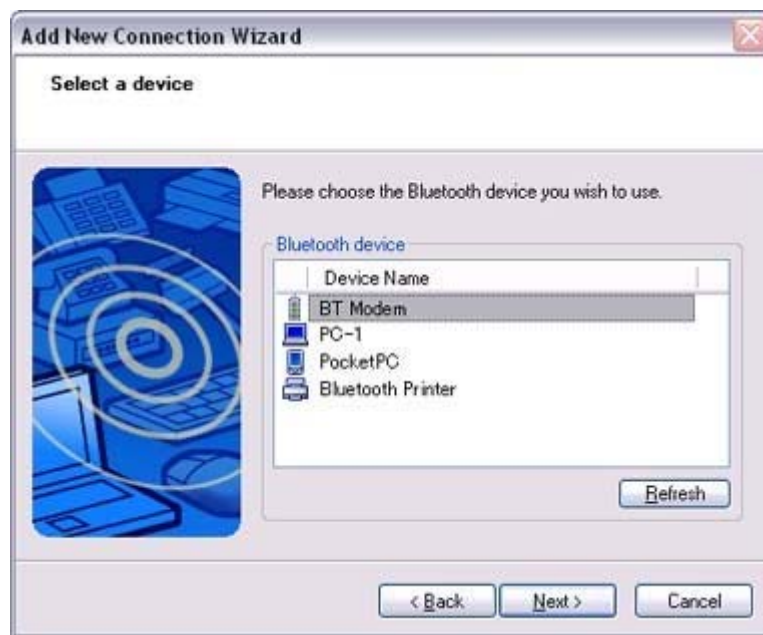 Add New Connection Wizard
Select a device
Please choose the Bluetooth device you wish to use.
Bluetooth device
Device Name
BT Modem
PC-1
PocketPC
Bluetooth Printer
Refresh
< Back Next > Cancel